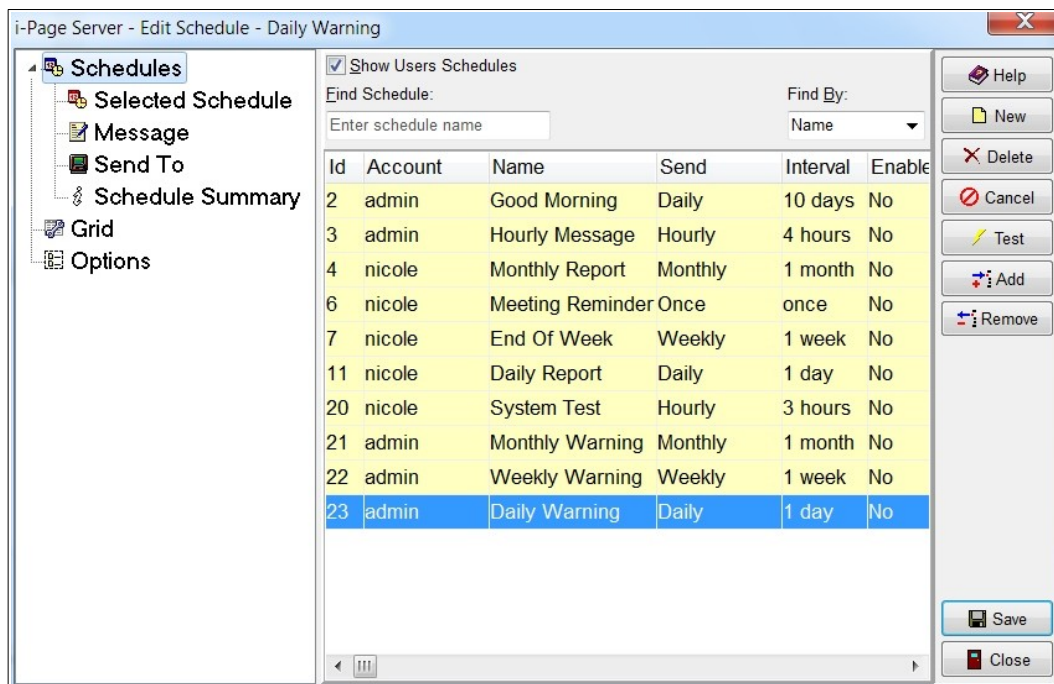 i-Page Server - Edit Schedule - Daily Warning
Schedules
Selected Schedule
Message
Send To
Schedule Summary
Grid
Options
Show Users Schedules
Find Schedule:
Find By:
Enter schedule name
Name
Id Account Name Send Interval Enable
2 admin Good Morning Daily 10 days No
3 admin Hourly Message Hourly 4 hours No
4 nicole Monthly Report Monthly 1 month No
6 nicole Meeting Reminder Once once No
7 nicole End Of Week Weekly 1 week No
11 nicole Daily Report Daily 1 day No
20 nicole System Test Hourly 3 hours No
21 admin Monthly Warning Monthly 1 month No
22 admin Weekly Warning Weekly 1 week No
23 admin Daily Warning Daily 1 day No
Help
New
Delete
Cancel
Test
Add
Remove
Save
Close